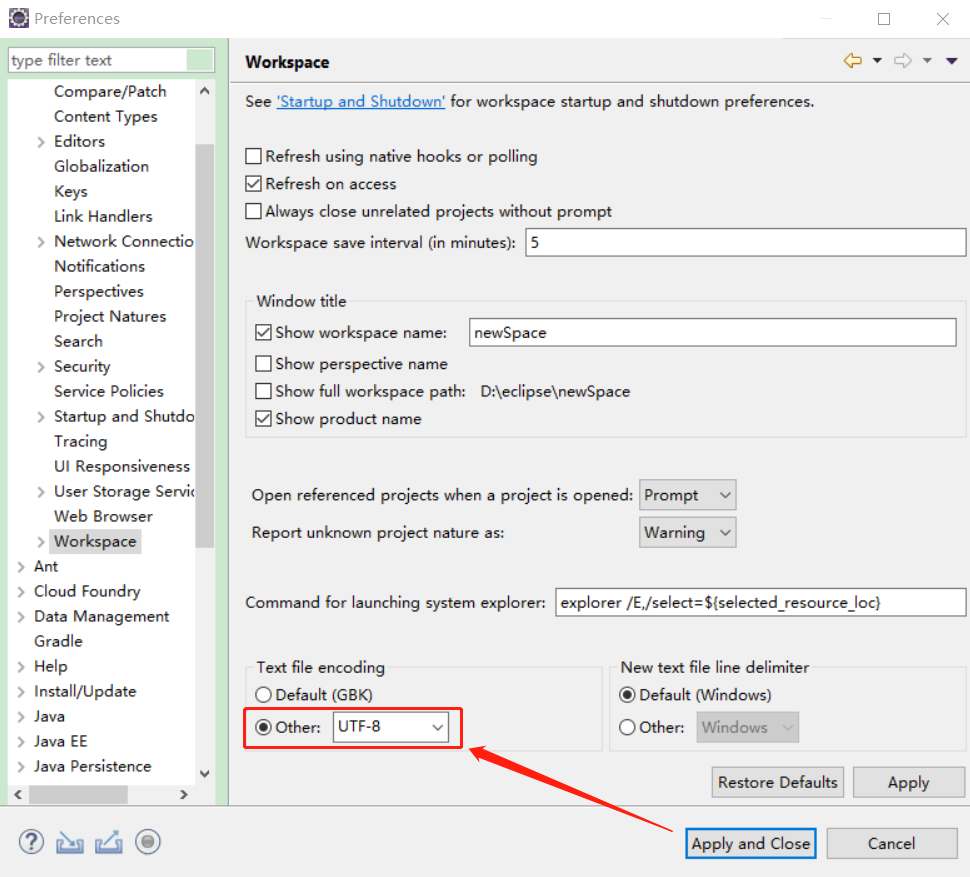 Preferences
type filter text
Compare/Patch
Content Types
Editors
Globalization
Keys
Link Handlers
Network Connectio
Notifications
Perspectives
Project Natures
Search
Security
Service Policies
Startup and Shutdo
Tracing
UI Responsiveness
User Storage Servic
Web Browser
Workspace
Ant
Cloud Foundry
Data Management
Gradle
Help
Install/Update
Java
Java EE
Java Persistence
Workspace
See 'Startup and Shutdown' for workspace startup and shutdown preferences.
Refresh using native hooks or polling
Refresh on access
Always close unrelated projects without prompt
Workspace save interval (in minutes): 5
Window title
Show workspace name: newSpace
Show perspective name
Show full workspace path: D:\eclipse\newSpace
Show product name
Open referenced projects when a project is opened: Prompt
Report unknown project nature as: Warning
Command for launching system explorer: explorer /E,/select=${selected_resource_loc}
Text file encoding
Default (GBK)
Other: UTF-8
New text file line delimiter
Default (Windows)
Other: Windows
Restore Defaults Apply
? Apply and Close Cancel